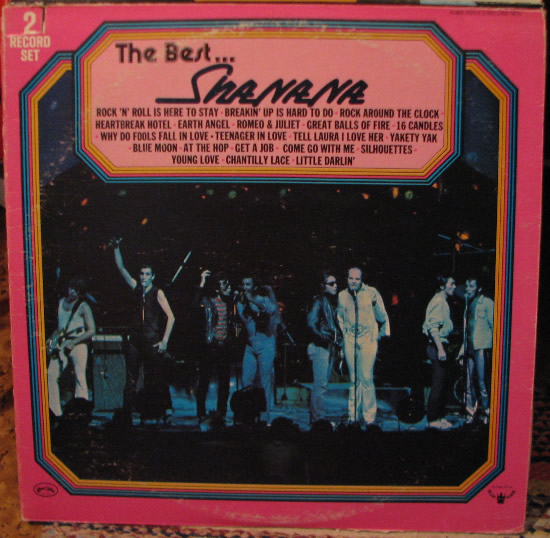 2
RECORD
SET
The Best...
SHANANA
ROCK 'N' ROLL IS HERE TO STAY · BREAKIN' UP IS HARD TO DO · ROCK AROUND THE CLOCK ·
HEARTBREAK HOTEL · EARTH ANGEL · ROMEO & JULIET · GREAT BALLS OF FIRE · 16 CANDLES
· WHY DO FOOLS FALL IN LOVE · TEENAGER IN LOVE · TELL LAURA I LOVE HER · YAKETY YAK
· BLUE MOON · AT THE HOP · GET A JOB · COME GO WITH ME · SILHOUETTES ·
YOUNG LOVE · CHANTILLY LACE · LITTLE DARLIN'